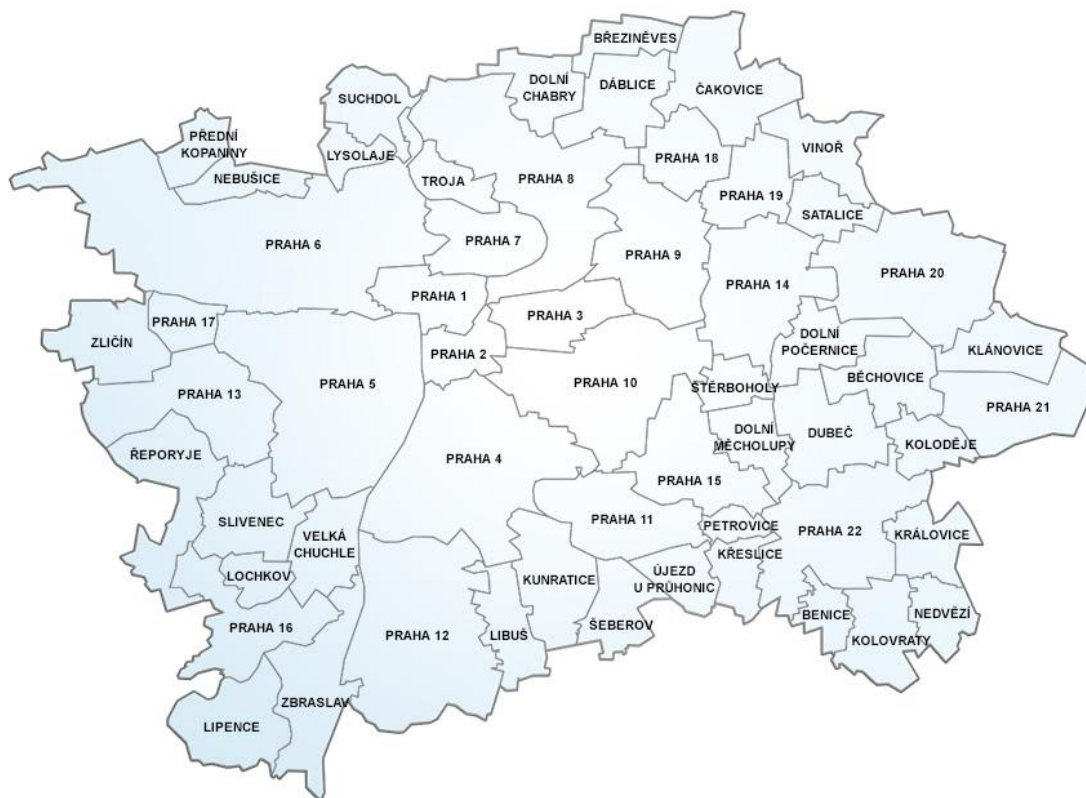 BŘEZINĚVES
DOLNÍ
CHABRY
ĎÁBLICE
ČAKOVICE
SUCHDOL
PŘEDNÍ
KOPANINY
LYSOLAJE
NEBUŠICE
TROJA
PRAHA 8
PRAHA 18
VINOŘ
PRAHA 19
SATALICE
PRAHA 6
PRAHA 7
PRAHA 9
PRAHA 14
PRAHA 20
PRAHA 1
PRAHA 3
PRAHA 17
ZLIČÍN
PRAHA 2
DOLNÍ
POČERNICE
KLÁNOVICE
PRAHA 5
PRAHA 10
ŠTĚRBOHOLY
BĚCHOVICE
PRAHA 13
PRAHA 21
DOLNÍ
MĚCHOLUPY
DUBEČ
KOLODĚJE
ŘEPORYJE
PRAHA 4
PRAHA 15
SLIVENEC
PRAHA 11
PETROVICE
PRAHA 22
KRÁLOVICE
VELKÁ
CHUCHLE
LOCHKOV
KUNRATICE
ÚJEZD
U PRŮHONIC
KŘESLICE
PRAHA 16
PRAHA 12
LIBUŠ
ŠEBEROV
BENICE
NEDVĚZÍ
KOLOVRATY
ZBRASLAV
LIPENCE